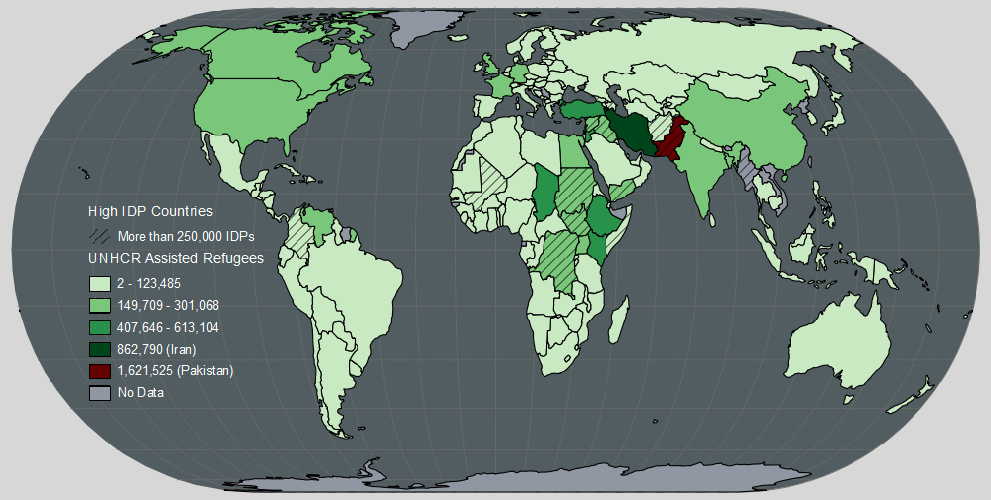 High IDP Countries
More than 250,000 IDPs
UNHCR Assisted Refugees
2 - 123,485
149,709 - 301,068
407,646 - 613,104
862,790 (Iran)
1,621,525 (Pakistan)
No Data